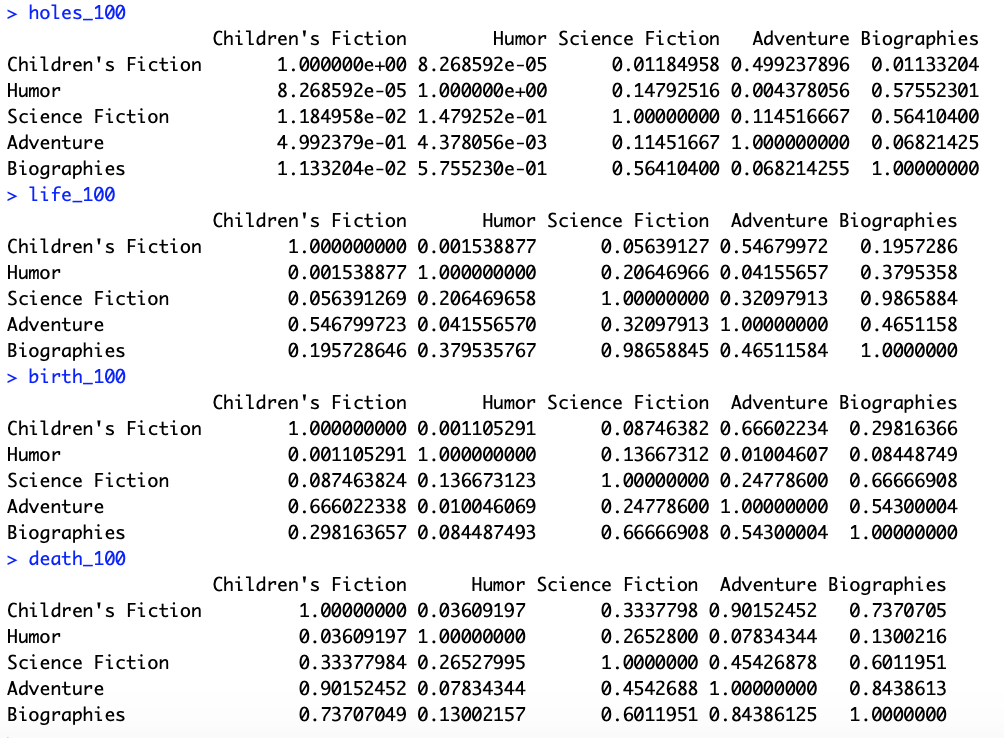 > holes_100
Children's Fiction Humor Science Fiction Adventure Biographies
Children's Fiction 1.000000e+00 8.268592e-05 0.01184958 0.499237896 0.01133204
Humor 8.268592e-05 1.000000e+00 0.14792516 0.004378056 0.57552301
Science Fiction 1.184958e-02 1.479252e-01 1.00000000 0.114516667 0.56410400
Adventure 4.992379e-01 4.378056e-03 0.11451667 1.000000000 0.06821425
Biographies 1.133204e-02 5.755230e-01 0.56410400 0.068214255 1.00000000
> life_100
Children's Fiction Humor Science Fiction Adventure Biographies
Children's Fiction 1.000000000 0.001538877 0.05639127 0.54679972 0.1957286
Humor 0.001538877 1.000000000 0.20646966 0.04155657 0.3795358
Science Fiction 0.056391269 0.206469658 1.00000000 0.32097913 0.9865884
Adventure 0.546799723 0.041556570 0.32097913 1.00000000 0.4651158
Biographies 0.195728646 0.379535767 0.98658845 0.46511584 1.0000000
> birth_100
Children's Fiction Humor Science Fiction Adventure Biographies
Children's Fiction 1.000000000 0.001105291 0.08746382 0.66602234 0.29816366
Humor 0.001105291 1.000000000 0.13667312 0.01004607 0.08448749
Science Fiction 0.087463824 0.136673123 1.00000000 0.24778600 0.66666908
Adventure 0.666022338 0.010046069 0.24778600 1.00000000 0.54300004
Biographies 0.298163657 0.084487493 0.66666908 0.54300004 1.00000000
> death_100
Children's Fiction Humor Science Fiction Adventure Biographies
Children's Fiction 1.00000000 0.03609197 0.3337798 0.90152452 0.7370705
Humor 0.03609197 1.00000000 0.2652800 0.07834344 0.1300216
Science Fiction 0.33377984 0.26527995 1.0000000 0.45426878 0.6011951
Adventure 0.90152452 0.07834344 0.4542688 1.00000000 0.8438613
Biographies 0.73707049 0.13002157 0.6011951 0.84386125 1.0000000